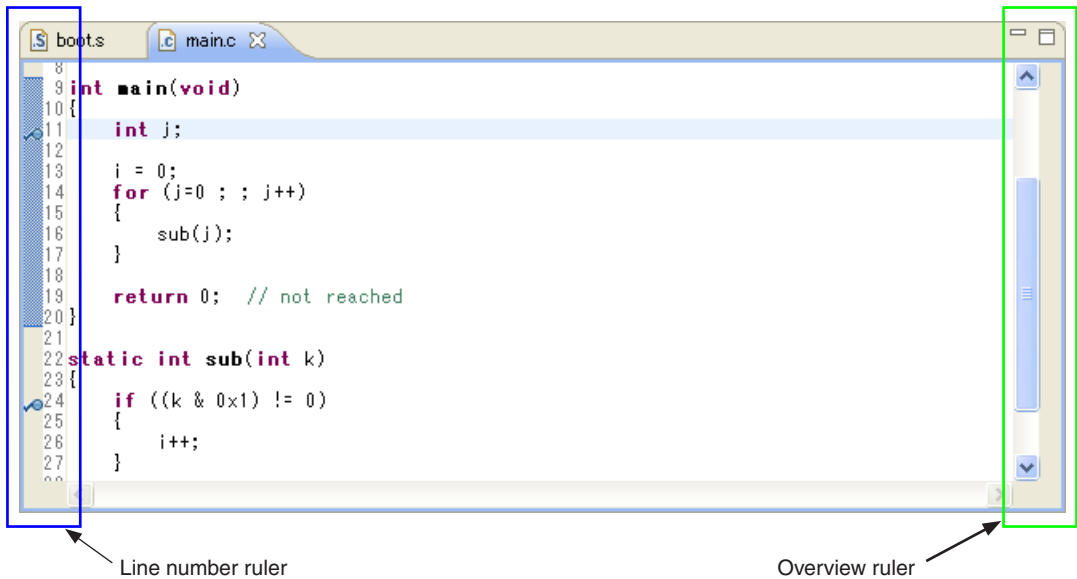 .S boot.s .c main.c
8
9 int main(void)
10 {
11 int j;
12
13 i = 0;
14 for (j=0 ; ; j++)
15 {
16 sub(j);
17 }
18
19 return 0; // not reached
20 }
21
22 static int sub(int k)
23 {
24 if ((k & 0x1) != 0)
25 {
26 i++;
27 }
Line number ruler
Overview ruler